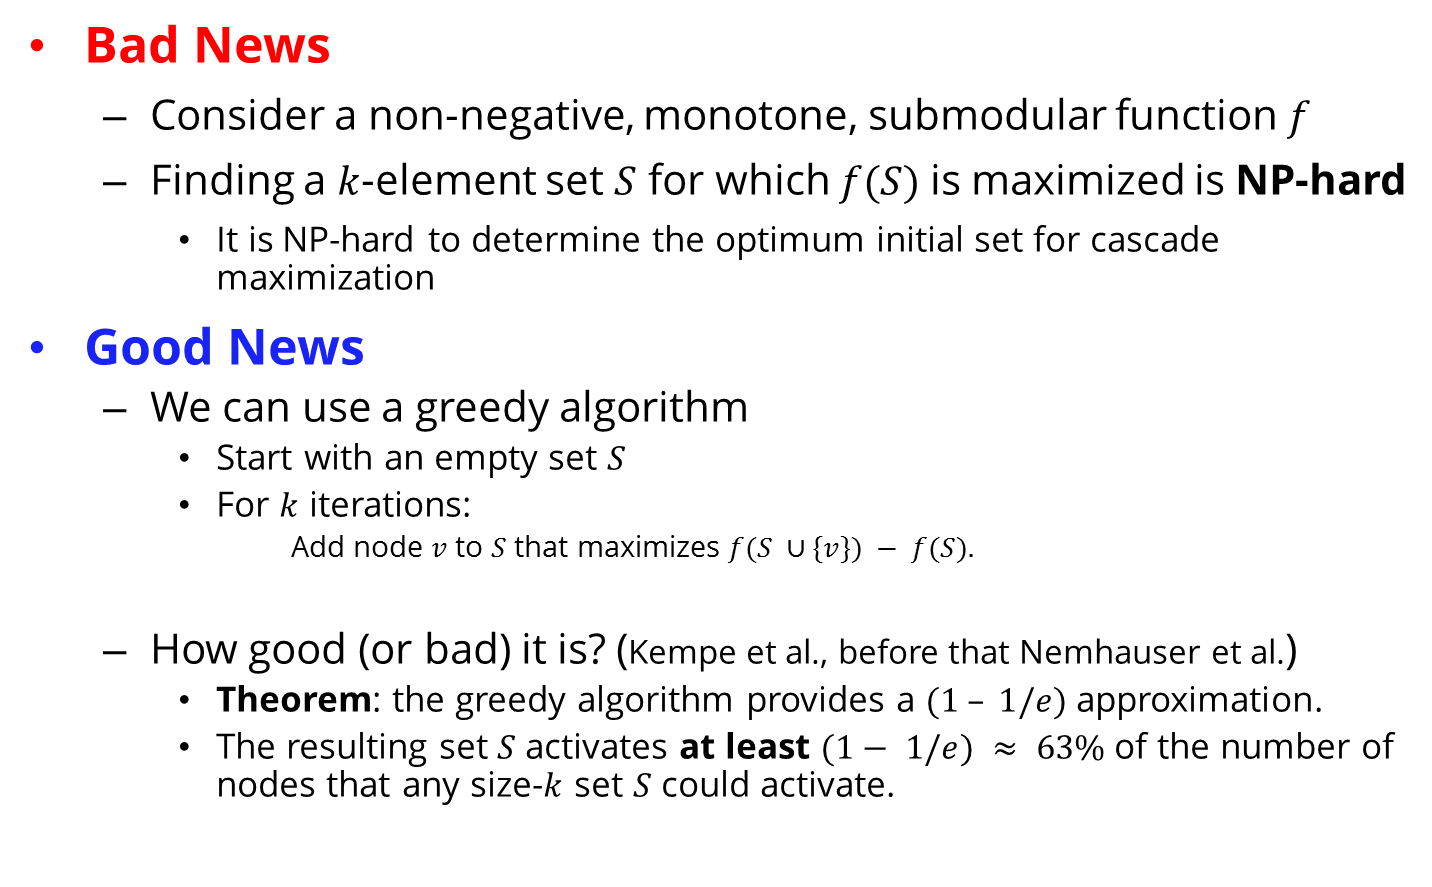 • Bad News
– Consider a non-negative, monotone, submodular function f
– Finding a k-element set S for which f(S) is maximized is NP-hard
• It is NP-hard to determine the optimum initial set for cascade
maximization
• Good News
– We can use a greedy algorithm
• Start with an empty set S
• For k iterations:
Add node v to S that maximizes f(S ∪ {v}) − f(S).
– How good (or bad) it is? (Kempe et al., before that Nemhauser et al.)
• Theorem: the greedy algorithm provides a (1 – 1/e) approximation.
• The resulting set S activates at least (1 − 1/e) ≈ 63% of the number of
nodes that any size-k set S could activate.